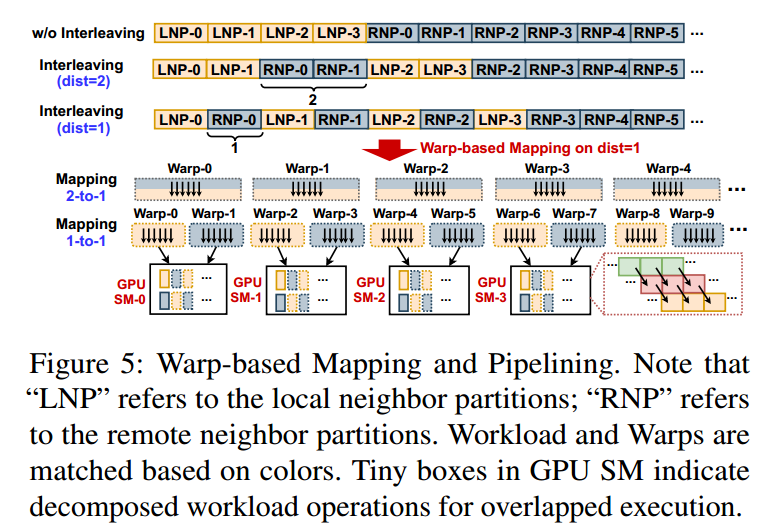 w/o Interleaving LNP-0 LNP-1 LNP-2 LNP-3 RNP-0 RNP-1 RNP-2 RNP-3 RNP-4 RNP-5 ...
Interleaving (dist=2) LNP-0 LNP-1 RNP-0 RNP-1 LNP-2 LNP-3 RNP-2 RNP-3 RNP-4 RNP-5 ...
2
Interleaving (dist=1) LNP-0 RNP-0 LNP-1 RNP-1 LNP-2 RNP-2 LNP-3 RNP-3 RNP-4 RNP-5 ...
1
Warp-based Mapping on dist=1
Warp-0 Warp-1 Warp-2 Warp-3 Warp-4
Mapping 2-to-1 ...
Warp-0 Warp-1 Warp-2 Warp-3 Warp-4 Warp-5 Warp-6 Warp-7 Warp-8 Warp-9
Mapping 1-to-1 ...
GPU SM-0 ... ...
GPU SM-1 ... ...
GPU SM-2 ... ...
GPU SM-3 ... ...
... ...
... ...
... ...
Figure 5: Warp-based Mapping and Pipelining. Note that
“LNP” refers to the local neighbor partitions; “RNP” refers
to the remote neighbor partitions. Workload and Warps are
matched based on colors. Tiny boxes in GPU SM indicate
decomposed workload operations for overlapped execution.